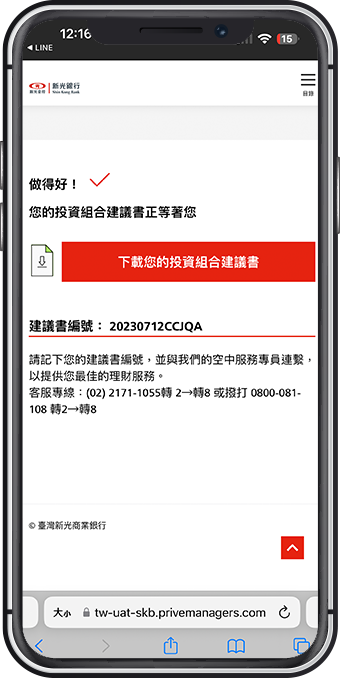 12:16
15
◀ LINE
新光銀行
新光金控 Shin Kong Bank
目錄
做得好！
您的投資組合建議書正等著您
下載您的投資組合建議書
建議書編號： 20230712CCJQA
請記下您的建議書編號，並與我們的空中服務專員連繫，
以提供您最佳的理財服務。
客服專線：(02) 2171-1055轉 2→轉8 或撥打 0800-081-
108 轉2→轉8
© 臺灣新光商業銀行
大小 tw-uat-skb.privemanagers.com